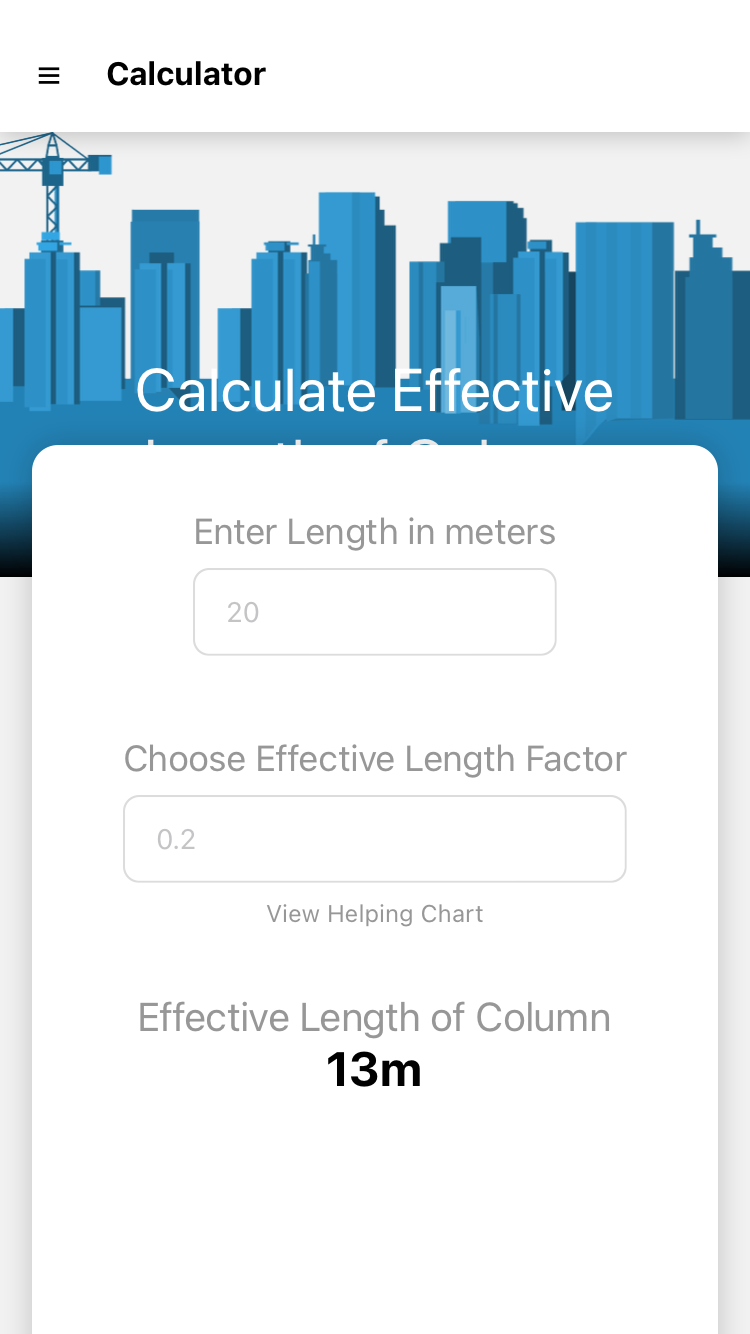 Calculator
Calculate Effective
Enter Length in meters
20
Choose Effective Length Factor
0.2
View Helping Chart
Effective Length of Column
13m